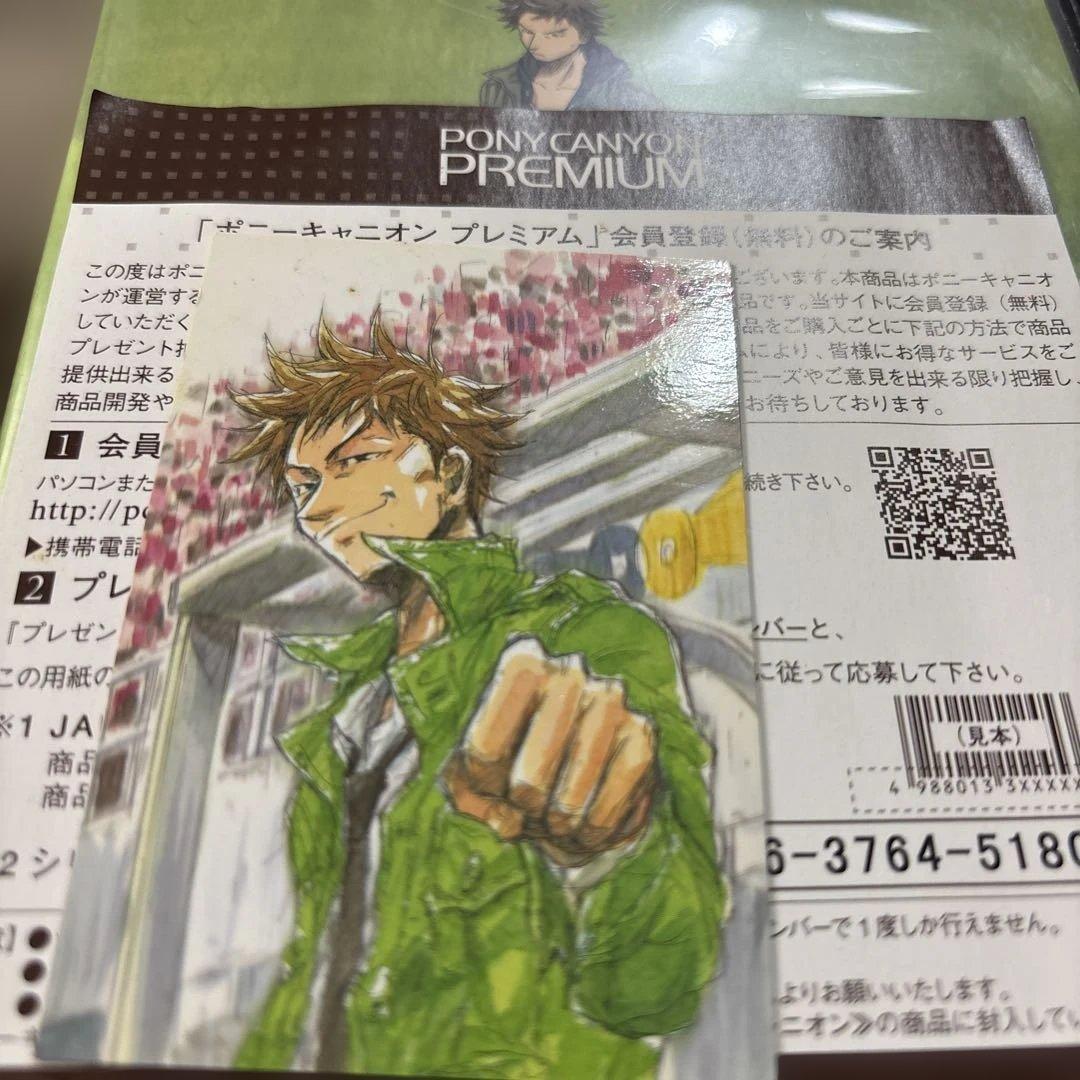 PONY CANYON
PREMIUM
「ポニーキャニオン プレミアム」会員登録(無料)のご案内
この度はポニ ございます。本商品はポニーキャニオ
ンが運営する 品です。当サイトに会員登録(無料)
していただく 品をご購入ごとに下記の方法で商品
プレゼント ムにより、皆様にお得なサービスをご
提供出来る ニーズやご意見を出来る限り把握し、
商品開発や お待ちしております。
1 会員
パソコンまた 続き下さい。
http://p
▶携帯電話
2 プレ
『プレゼン ンバーと、
この用紙の に従って応募して下さい。
※1 JA
商品
商品
(見本)
4 988013 3XXXXX
2 シリ 6-3764-5180
ンバーで1度しか行えません。
よりお願いいたします。
ニオン≫の商品に封入してい